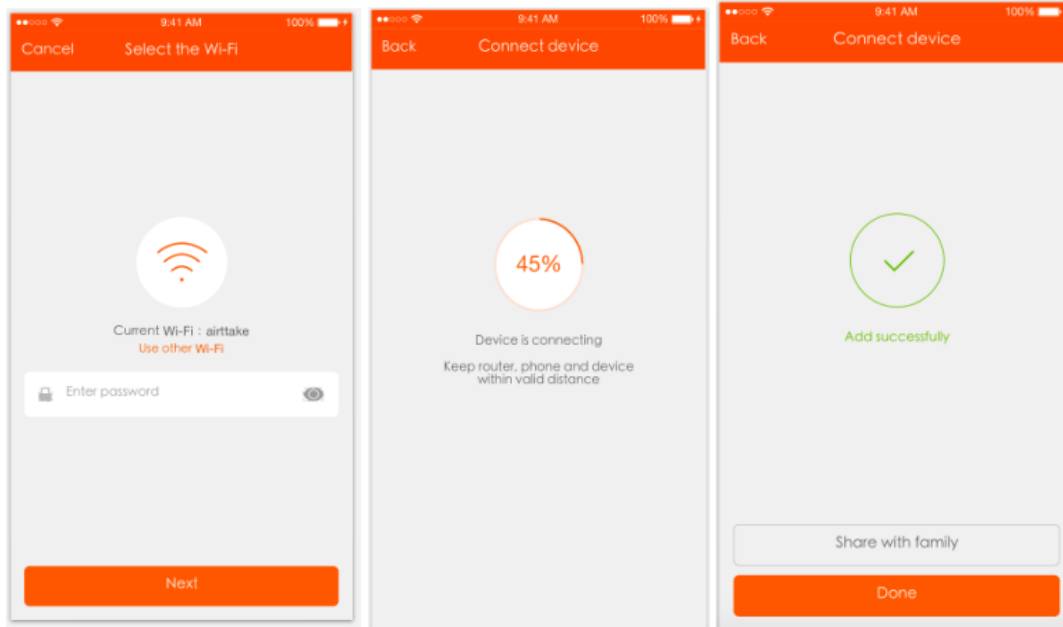 9:41 AM 100%
Cancel Select the Wi-Fi
Current Wi-Fi : airttake
Use other Wi-Fi
Enter password
Next
9:41 AM 100%
Back Connect device
45%
Device is connecting
Keep router, phone and device
within valid distance
9:41 AM 100%
Back Connect device
Add successfully
Share with family
Done